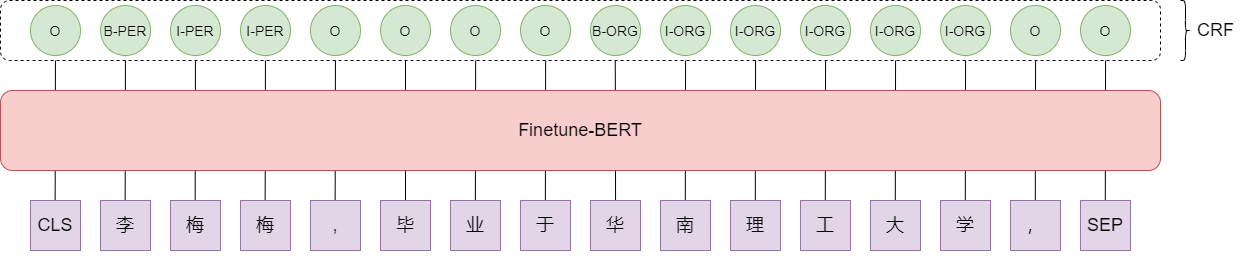 O B-PER I-PER I-PER O O O O B-ORG I-ORG I-ORG I-ORG I-ORG I-ORG O O CRF
Finetune-BERT
CLS 李 梅 梅 , 毕 业 于 华 南 理 工 大 学 , SEP